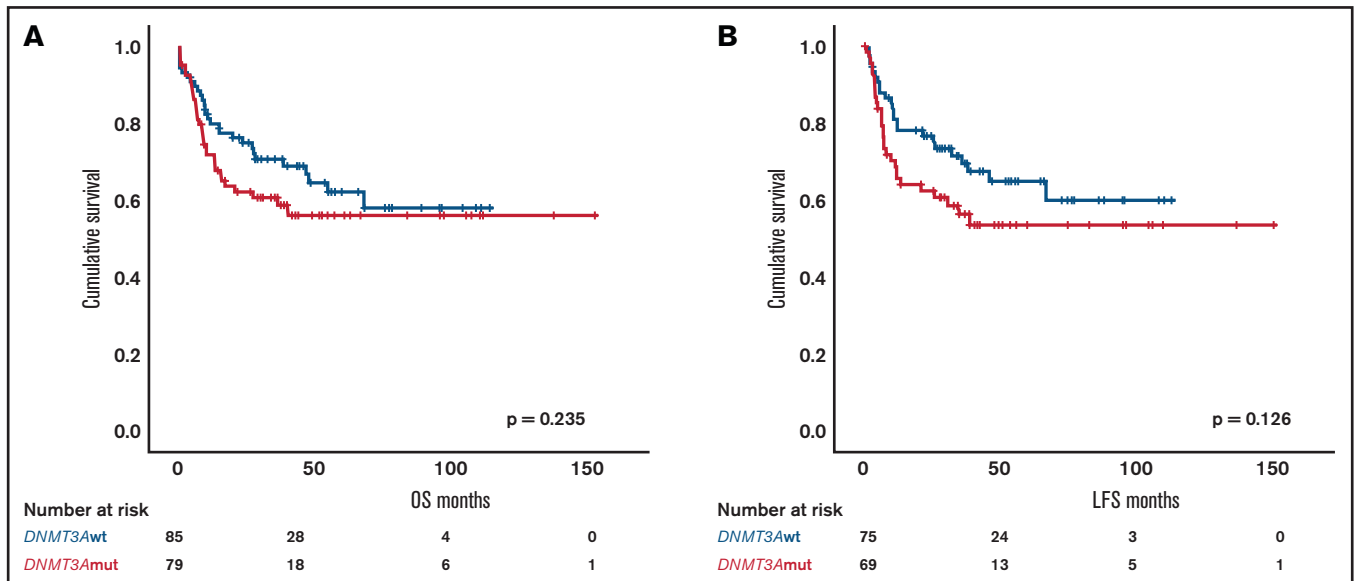 A
Cumulative survival
1.0
0.8
0.6
0.4
0.2
0.0
p = 0.235
0 50 100 150
OS months
Number at risk
DNMT3Awt 85 28 4 0
DNMT3Amut 79 18 6 1
B
Cumulative survival
1.0
0.8
0.6
0.4
0.2
0.0
p = 0.126
0 50 100 150
LFS months
Number at risk
DNMT3Awt 75 24 3 0
DNMT3Amut 69 13 5 1